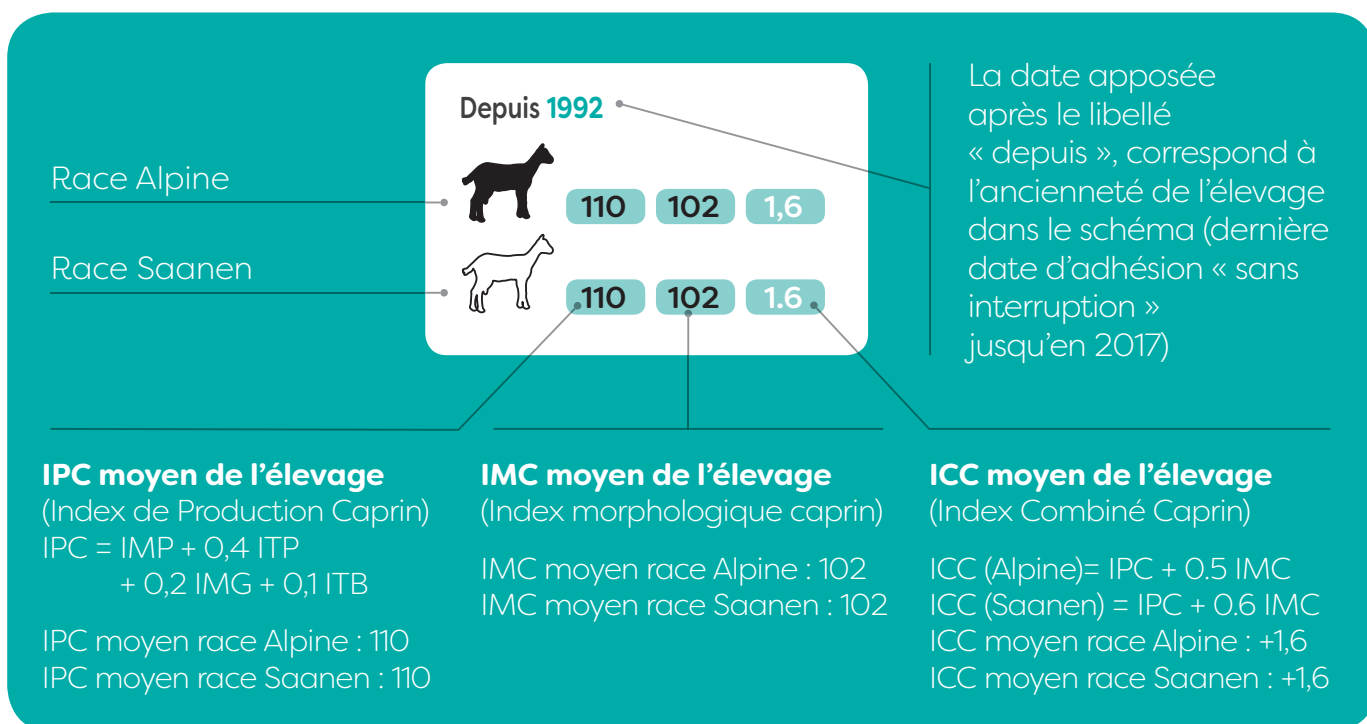 Depuis 1992
Race Alpine
110 102 1,6
Race Saanen
110 102 1.6
La date apposée
après le libellé
« depuis », correspond à
l’ancienneté de l’élevage
dans le schéma (dernière
date d’adhésion « sans
interruption »
jusqu’en 2017)
IPC moyen de l’élevage
(Index de Production Caprin)
IPC = IMP + 0,4 ITP
+ 0,2 IMG + 0,1 ITB
IPC moyen race Alpine : 110
IPC moyen race Saanen : 110
IMC moyen de l’élevage
(Index morphologique caprin)
IMC moyen race Alpine : 102
IMC moyen race Saanen : 102
ICC moyen de l’élevage
(Index Combiné Caprin)
ICC (Alpine)= IPC + 0.5 IMC
ICC (Saanen) = IPC + 0.6 IMC
ICC moyen race Alpine : +1,6
ICC moyen race Saanen : +1,6